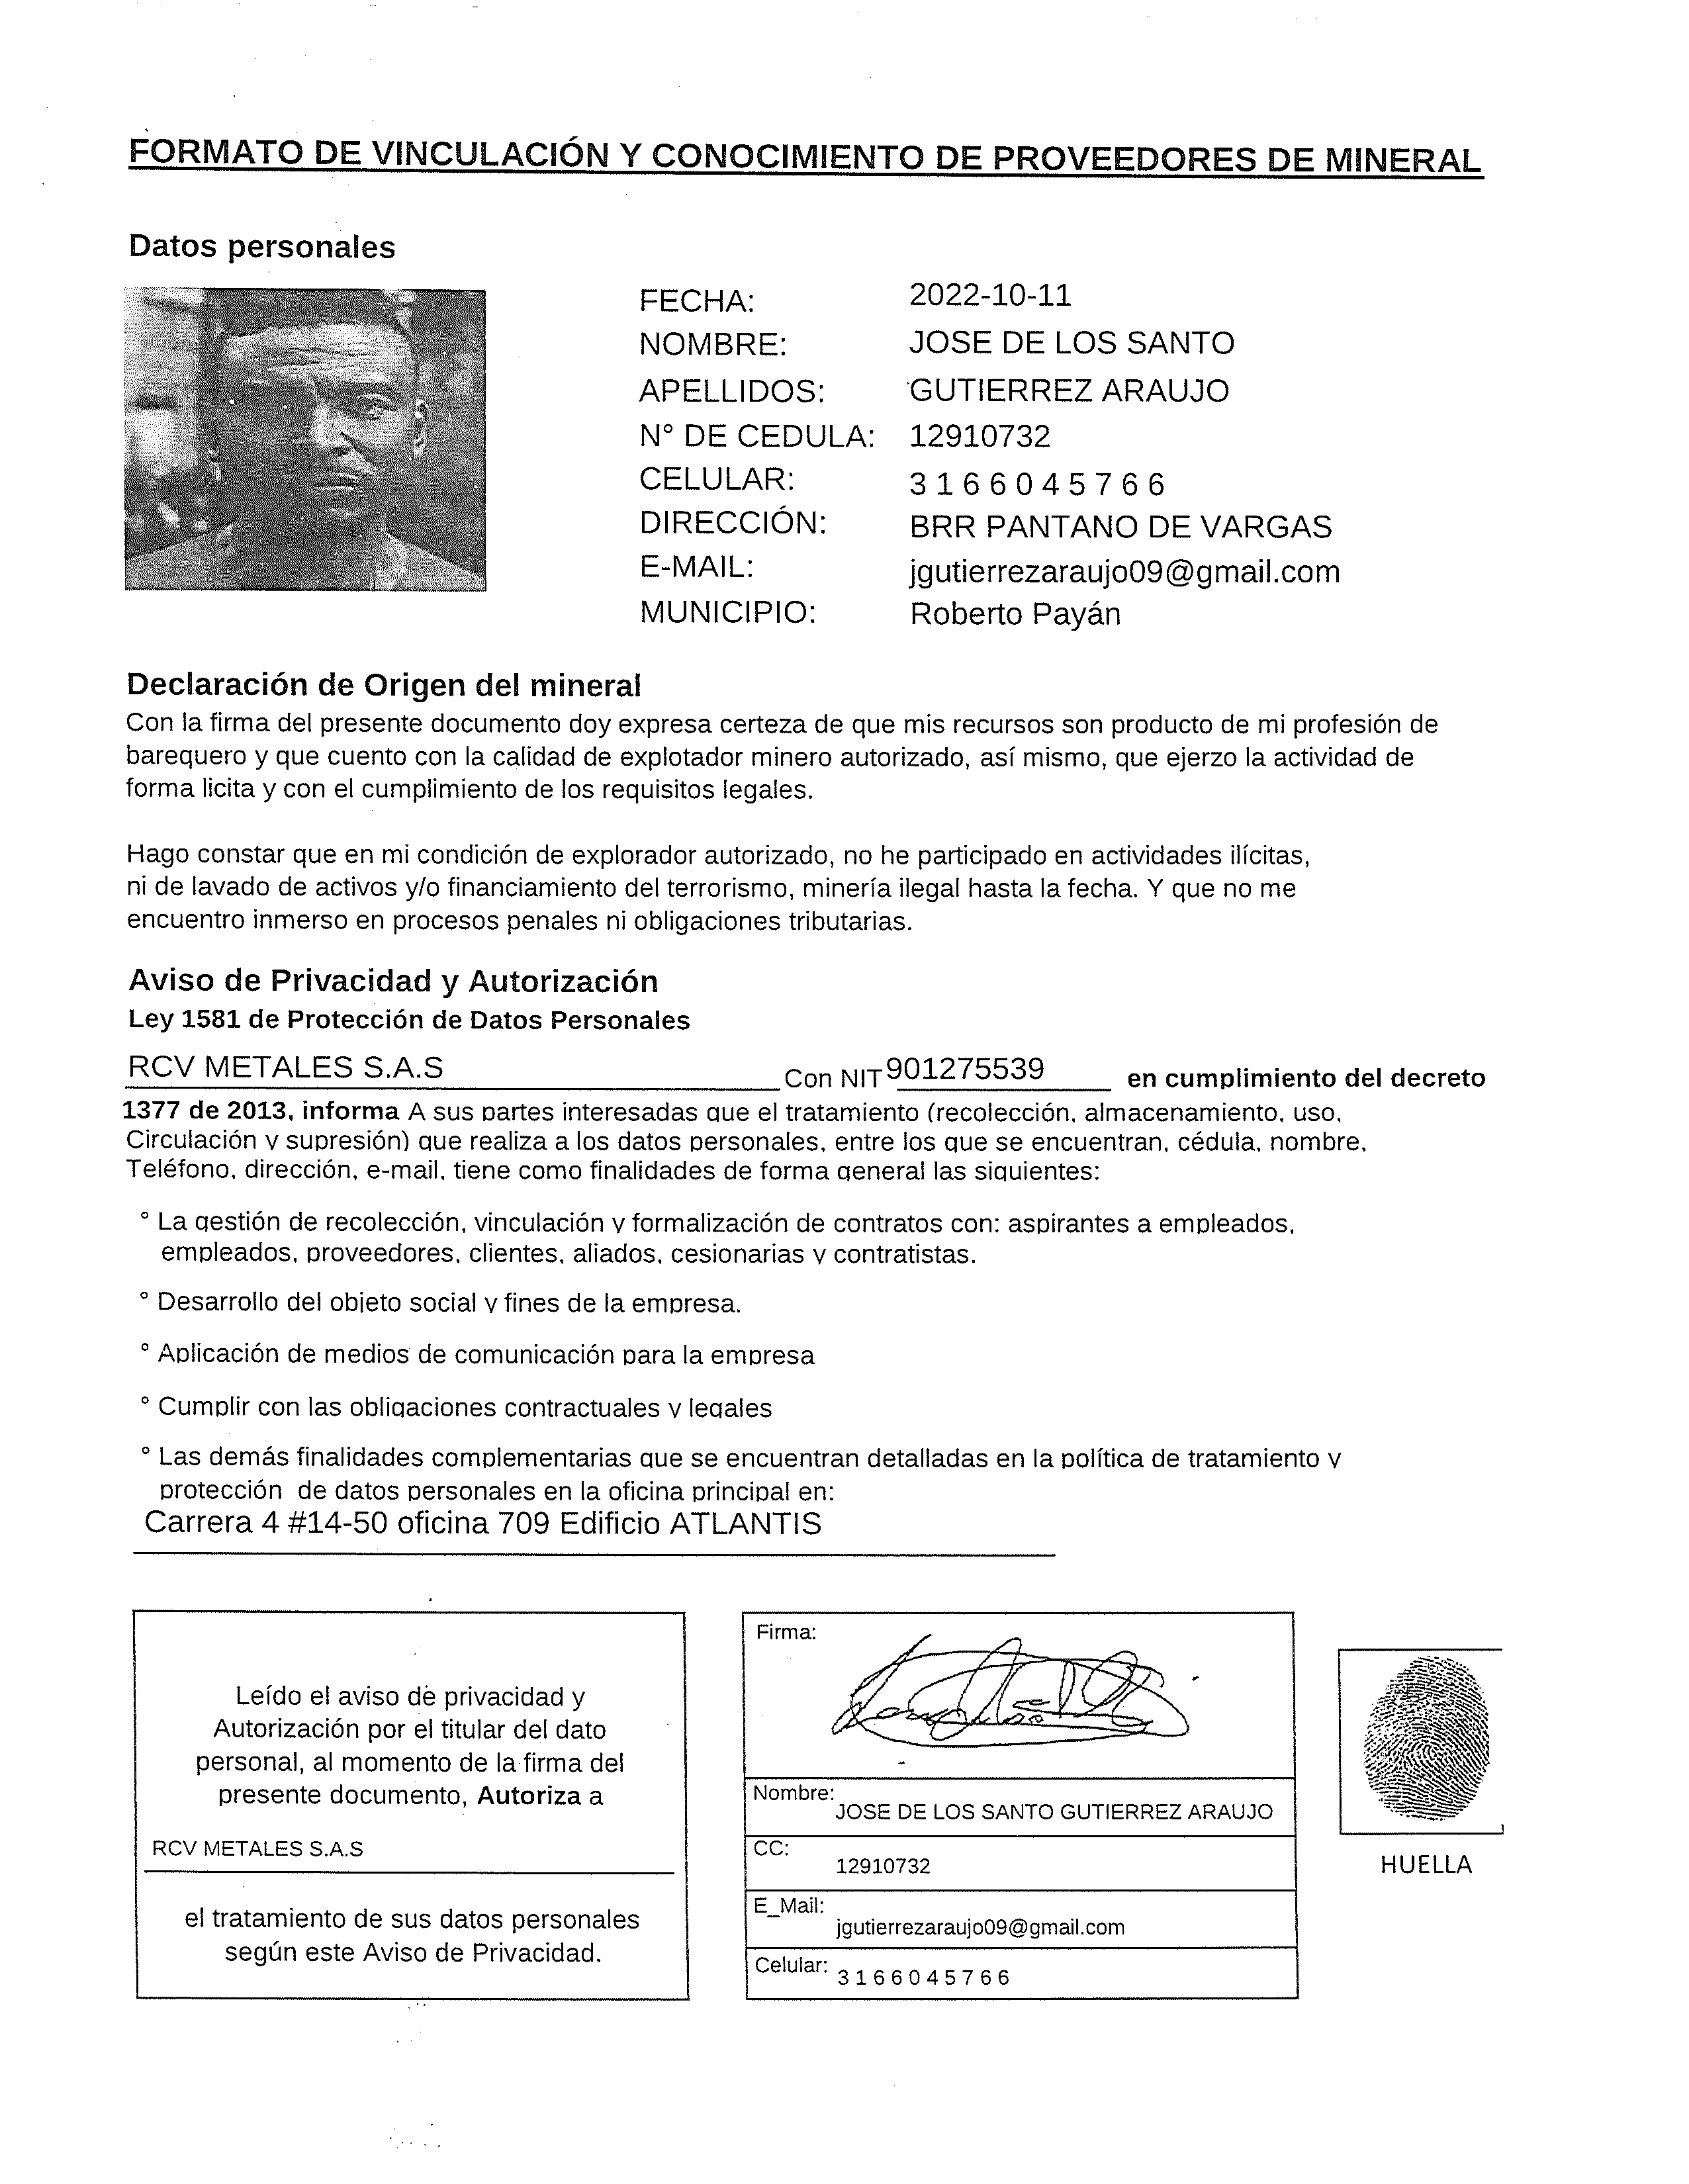 FORMATO DE VINCULACIÓN Y CONOCIMIENTO DE PROVEEDORES DE MINERAL
Datos personales
FECHA: 2022-10-11
NOMBRE: JOSE DE LOS SANTO
APELLIDOS: GUTIERREZ ARAUJO
N° DE CEDULA: 12910732
CELULAR: 3 1 6 6 0 4 5 7 6 6
DIRECCIÓN: BRR PANTANO DE VARGAS
E-MAIL: jgutierrezaraujo09@gmail.com
MUNICIPIO: Roberto Payán
Declaración de Origen del mineral
Con la firma del presente documento doy expresa certeza de que mis recursos son producto de mi profesión de
barequero y que cuento con la calidad de explotador minero autorizado, así mismo, que ejerzo la actividad de
forma licita y con el cumplimiento de los requisitos legales.
Hago constar que en mi condición de explorador autorizado, no he participado en actividades ilícitas,
ni de lavado de activos y/o financiamiento del terrorismo, minería ilegal hasta la fecha. Y que no me
encuentro inmerso en procesos penales ni obligaciones tributarias.
Aviso de Privacidad y Autorización
Ley 1581 de Protección de Datos Personales
RCV METALES S.A.S Con NIT 901275539 en cumplimiento del decreto
1377 de 2013, informa A sus partes interesadas que el tratamiento (recolección, almacenamiento, uso,
Circulación y supresión) que realiza a los datos personales, entre los que se encuentran, cédula, nombre,
Teléfono, dirección, e-mail, tiene como finalidades de forma general las siguientes:
° La gestión de recolección, vinculación y formalización de contratos con: aspirantes a empleados,
empleados, proveedores, clientes, aliados, cesionarias y contratistas.
° Desarrollo del objeto social y fines de la empresa.
° Aplicación de medios de comunicación para la empresa
° Cumplir con las obligaciones contractuales y legales
° Las demás finalidades complementarias que se encuentran detalladas en la política de tratamiento y
protección de datos personales en la oficina principal en:
Carrera 4 #14-50 oficina 709 Edificio ATLANTIS
Leído el aviso de privacidad y
Autorización por el titular del dato
personal, al momento de la firma del
presente documento, Autoriza a
RCV METALES S.A.S
el tratamiento de sus datos personales
según este Aviso de Privacidad.
Firma:
Nombre: JOSE DE LOS SANTO GUTIERREZ ARAUJO
CC: 12910732
E_Mail: jgutierrezaraujo09@gmail.com
Celular: 3 1 6 6 0 4 5 7 6 6
HUELLA